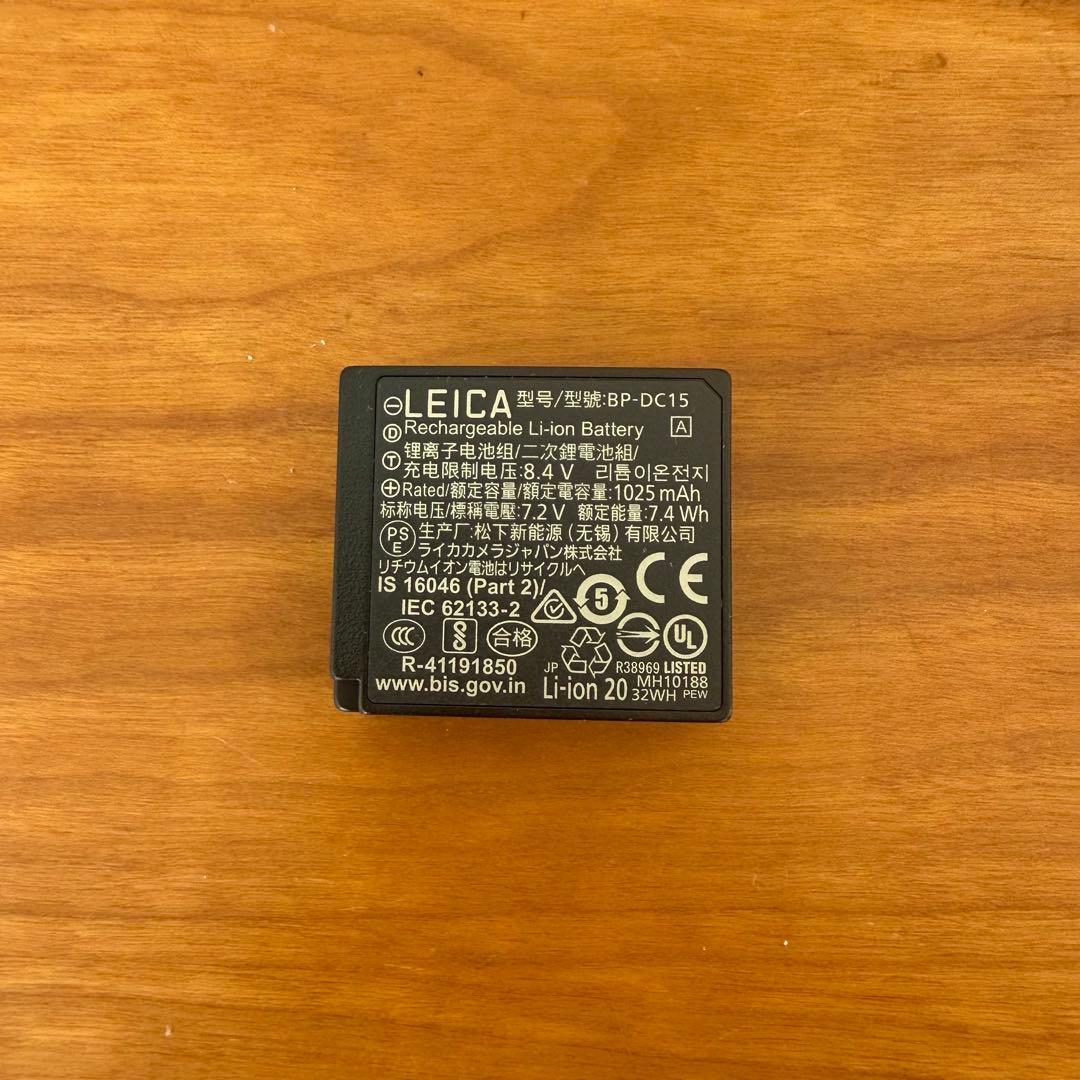 ⊖LEICA 型号/型號:BP-DC15
Ⓓ Rechargeable Li-ion Battery A
Ⓣ 锂离子电池组/二次鋰電池組/
充电限制电压:8.4 V 리튬이온전지
⊕Rated/额定容量/額定電容量:1025 mAh
标称电压/標稱電壓:7.2 V 额定能量:7.4 Wh
PS E 生产厂:松下新能源(无锡)有限公司
ライカカメラジャパン株式会社
リチウムイオン電池はリサイクルへ
IS 16046 (Part 2)/
IEC 62133-2 5 CE
CCC S 合格 UL
R-41191850 JP R38969 LISTED
www.bis.gov.in Li-ion 20 MH10188
32WH PEW